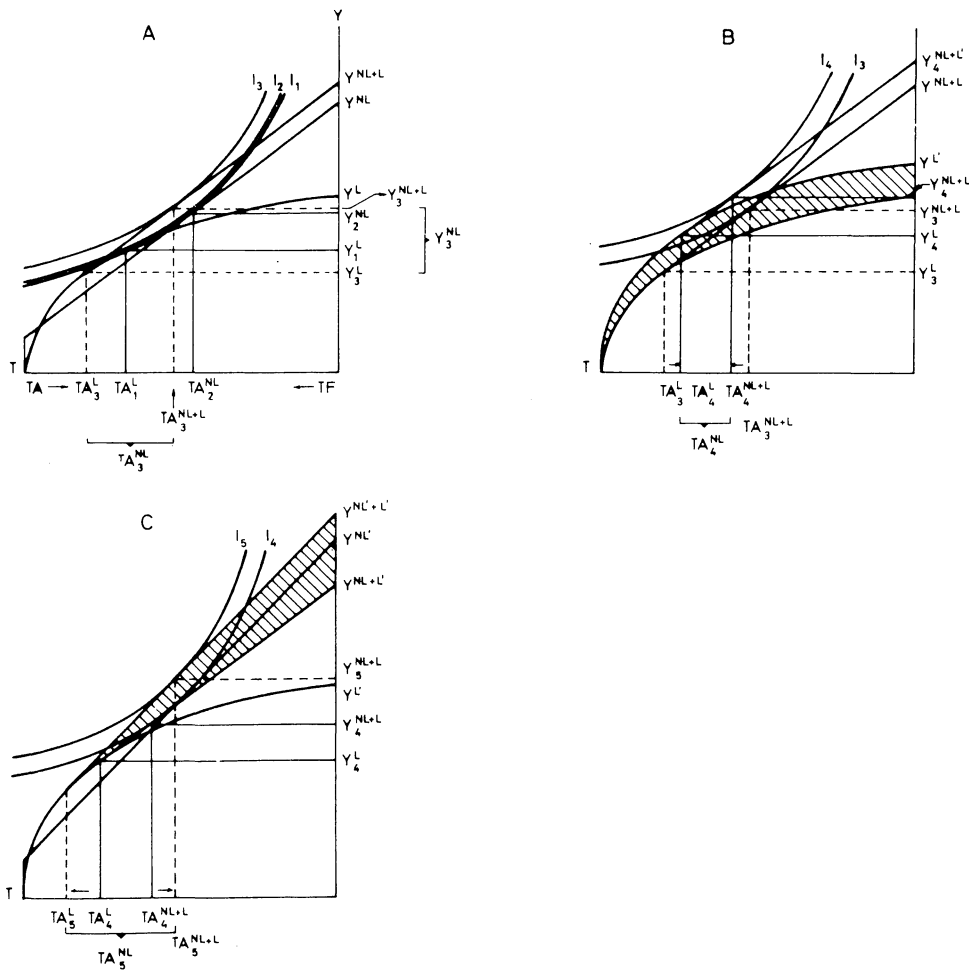 A
Y
I₃ I₂ I₁
Y^{NL+L}
Y^{NL}
Y^{L}
Y₃^{NL+L}
Y₂^{NL}
Y₃^{NL}
Y₁^{L}
Y₃^{L}
T
TA → TA₃^{L} TA₁^{L} TA₂^{NL} ← TF
TA₃^{NL+L}
TA₃^{NL}
B
I₄ I₃
Y₄^{NL+L'}
Y^{NL+L}
Y^{L'}
Y₄^{NL+L}
Y₃^{NL+L}
Y₄^{L}
Y₃^{L}
T
TA₃^{L} TA₄^{L} TA₄^{NL+L}
TA₄^{NL} TA₃^{NL+L}
C
I₅ I₄
Y^{NL'+L'}
Y^{NL'}
Y^{NL+L'}
Y₅^{NL+L}
Y^{L'}
Y₄^{NL+L}
Y₄^{L}
T
TA₅^{L} TA₄^{L} TA₄^{NL+L}
TA₅^{NL+L}
TA₅^{NL}